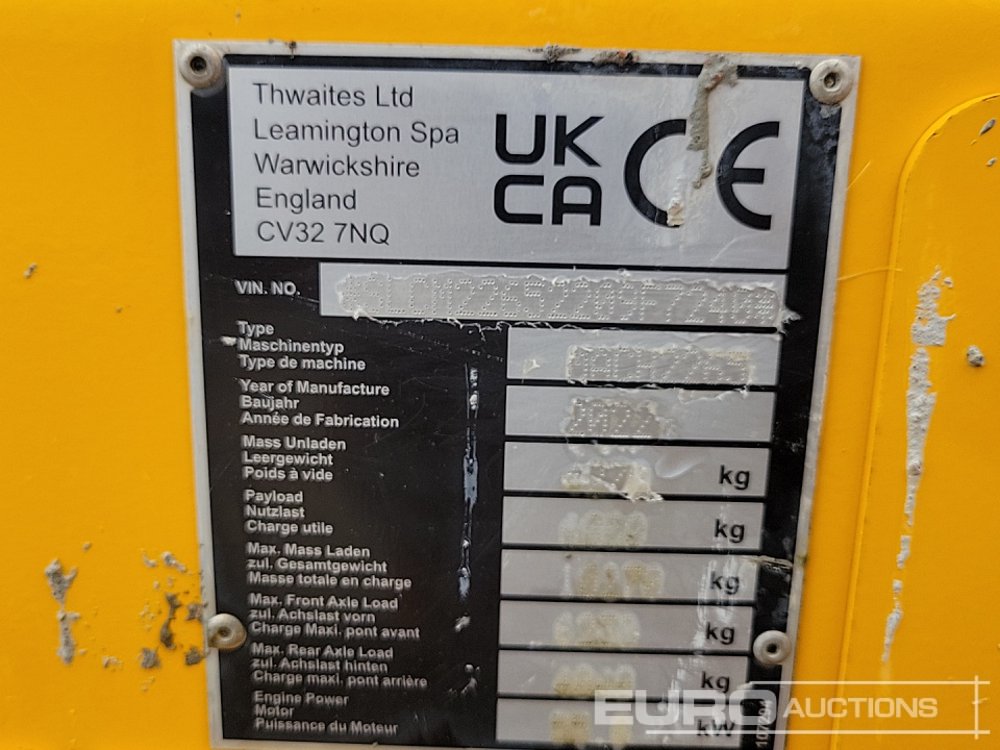 Thwaites Ltd
Leamington Spa
Warwickshire
England
CV32 7NQ
UK
CA
CE
VIN. NO.
Type
Maschinentyp
Type de machine
Year of Manufacture
Baujahr
Année de Fabrication
2022
Mass Unladen
Leergewicht
Poids à vide
kg
Payload
Nutzlast
Charge utile
kg
Max. Mass Laden
zul. Gesamtgewicht
Masse totale en charge
kg
Max. Front Axle Load
zul. Achslast vorn
Charge Maxi. pont avant
kg
Max. Rear Axle Load
zul. Achslast hinten
Charge maxi. pont arrière
kg
Engine Power
Motor
Puissance du Moteur
kW
EURO AUCTIONS